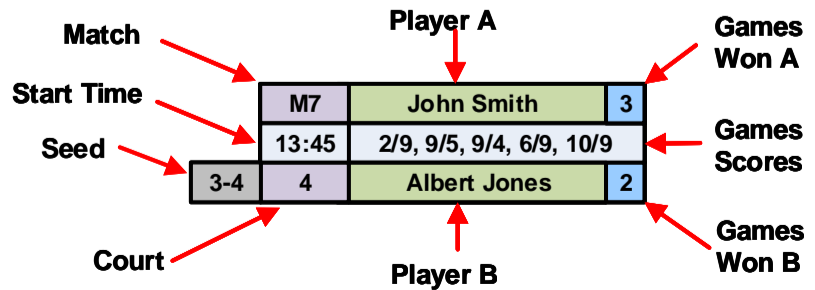 Player A
Match
Games
Won A
Start Time
M7 John Smith 3
13:45 2/9, 9/5, 9/4, 6/9, 10/9
Games
Scores
Seed
3-4 4 Albert Jones 2
Court
Player B
Games
Won B